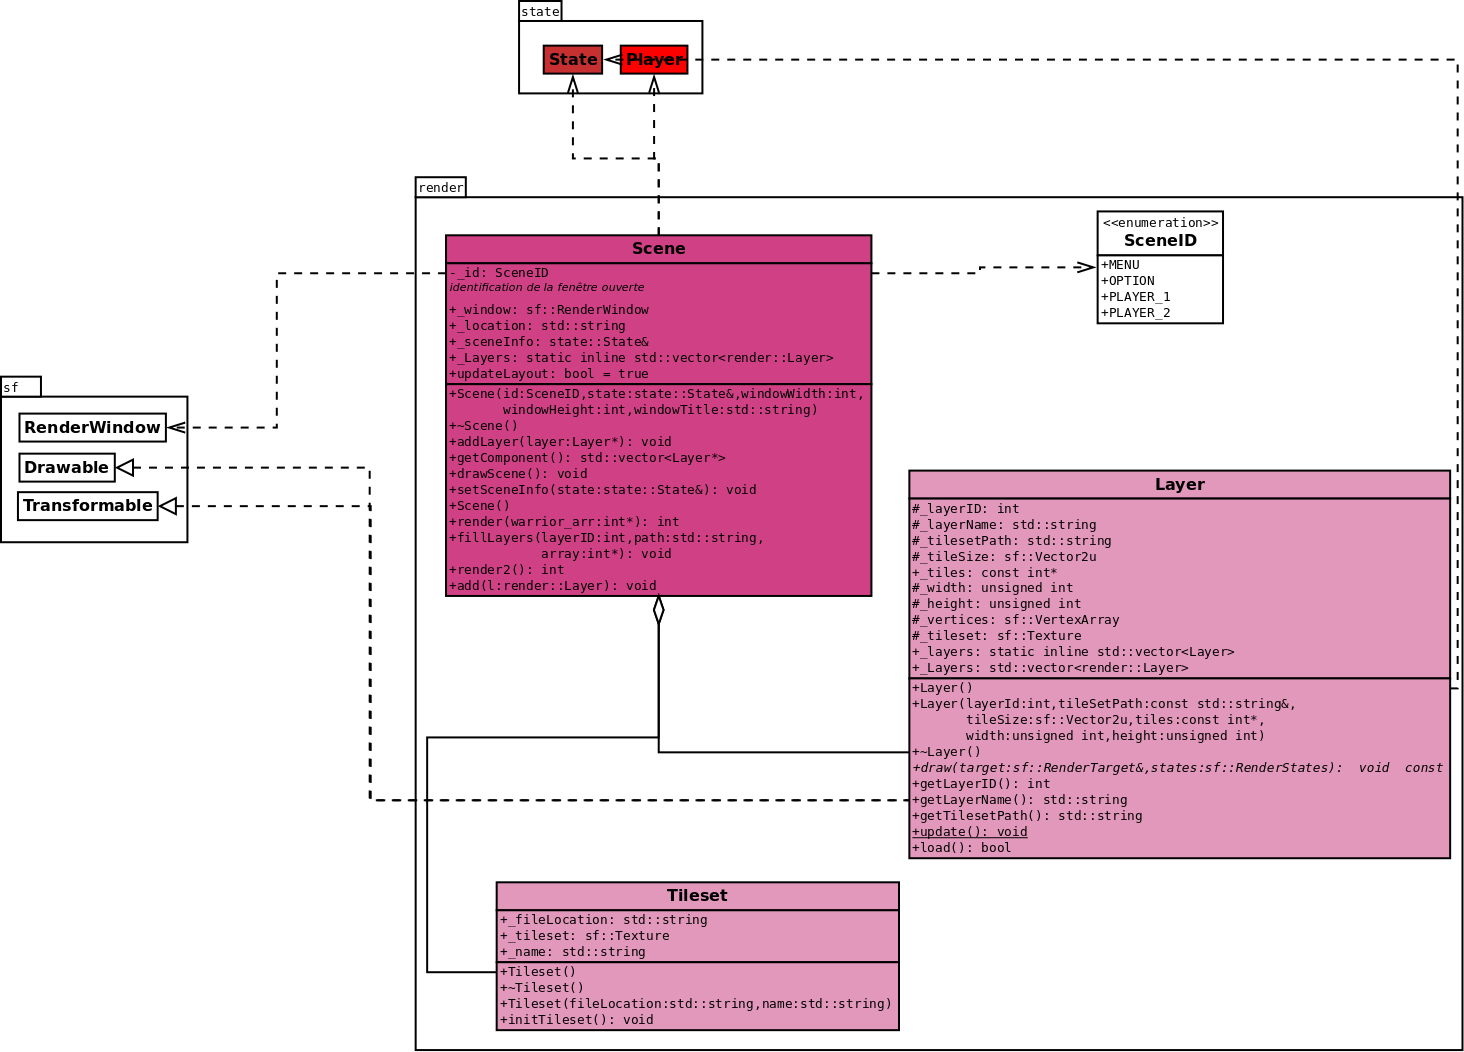 state
State
Player
render
Scene
-_id: SceneID
identification de la fenêtre ouverte
+_window: sf::RenderWindow
+_location: std::string
+_sceneInfo: state::State&
+_Layers: static inline std::vector<render::Layer>
+updateLayout: bool = true
+Scene(id:SceneID,state:state::State&,windowWidth:int,
windowHeight:int,windowTitle:std::string)
+~Scene()
+addLayer(layer:Layer*): void
+getComponent(): std::vector<Layer*>
+drawScene(): void
+setSceneInfo(state:state::State&): void
+Scene()
+render(warrior_arr:int*): int
+fillLayers(layerID:int,path:std::string,
array:int*): void
+render2(): int
+add(l:render::Layer): void
<<enumeration>>
SceneID
+MENU
+OPTION
+PLAYER_1
+PLAYER_2
sf
RenderWindow
Drawable
Transformable
Layer
#_layerID: int
#_layerName: std::string
#_tilesetPath: std::string
#_tileSize: sf::Vector2u
+_tiles: const int*
#_width: unsigned int
#_height: unsigned int
#_vertices: sf::VertexArray
#_tileset: sf::Texture
+_layers: static inline std::vector<Layer>
+_Layers: std::vector<render::Layer>
+Layer()
+Layer(layerId:int,tileSetPath:const std::string&,
tileSize:sf::Vector2u,tiles:const int*,
width:unsigned int,height:unsigned int)
+~Layer()
+draw(target:sf::RenderTarget&,states:sf::RenderStates): void const
+getLayerID(): int
+getLayerName(): std::string
+getTilesetPath(): std::string
+update(): void
+load(): bool
Tileset
+_fileLocation: std::string
+_tileset: sf::Texture
+_name: std::string
+Tileset()
+~Tileset()
+Tileset(fileLocation:std::string,name:std::string)
+initTileset(): void